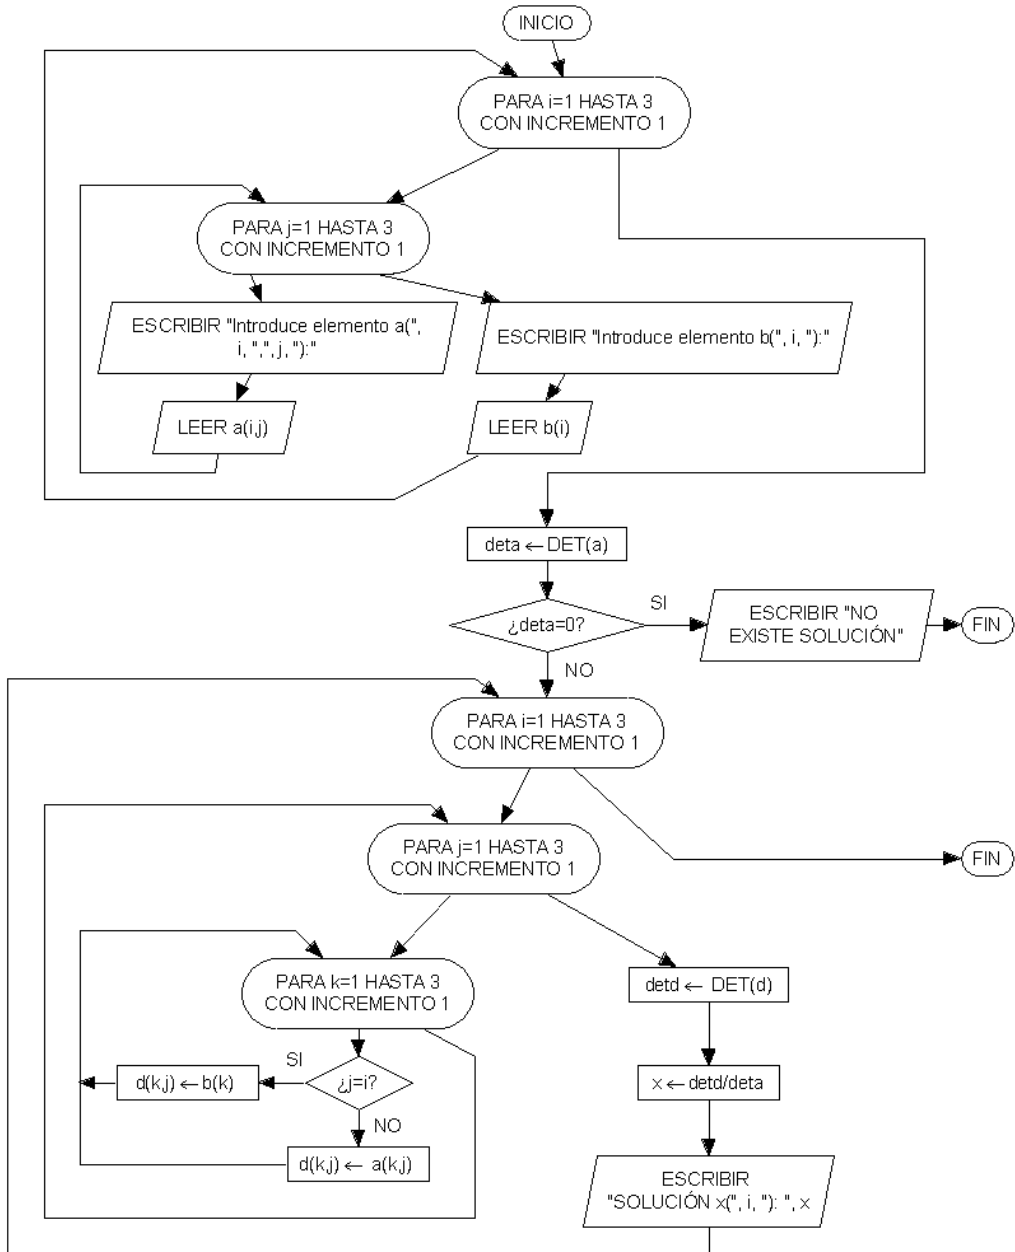 INICIO
PARA i=1 HASTA 3
CON INCREMENTO 1
PARA j=1 HASTA 3
CON INCREMENTO 1
ESCRIBIR "Introduce elemento a(",
i, ",", j, "):"
ESCRIBIR "Introduce elemento b(", i, "):"
LEER a(i,j)
LEER b(i)
deta ← DET(a)
¿deta=0?
SI
ESCRIBIR "NO
EXISTE SOLUCIÓN"
FIN
NO
PARA i=1 HASTA 3
CON INCREMENTO 1
PARA j=1 HASTA 3
CON INCREMENTO 1
FIN
PARA k=1 HASTA 3
CON INCREMENTO 1
detd ← DET(d)
SI
d(k,j) ← b(k)
¿j=i?
x ← detd/deta
NO
d(k,j) ← a(k,j)
ESCRIBIR
"SOLUCIÓN x(", i, "): ", x